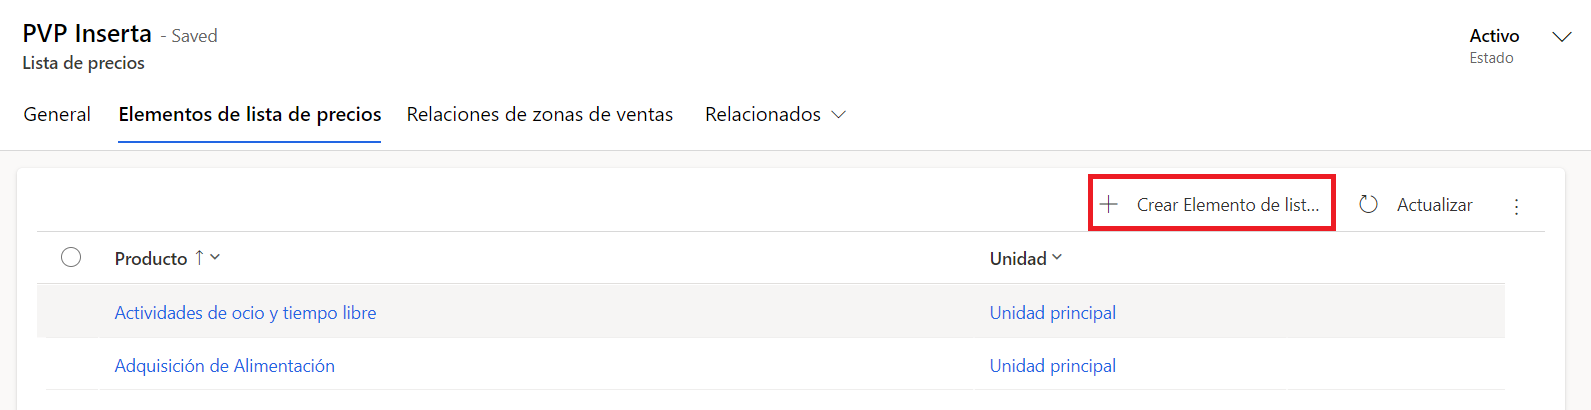 PVP Inserta - Saved
Lista de precios
Activo
Estado
General Elementos de lista de precios Relaciones de zonas de ventas Relacionados
+ Crear Elemento de list... Actualizar
Producto ↑ Unidad
Actividades de ocio y tiempo libre Unidad principal
Adquisición de Alimentación Unidad principal